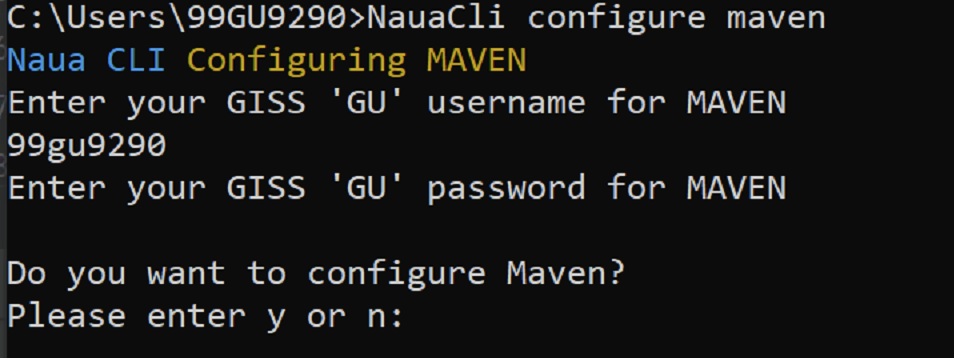 C:\Users\99GU9290>NauaCli configure maven
Naua CLI Configuring MAVEN
Enter your GISS 'GU' username for MAVEN
99gu9290
Enter your GISS 'GU' password for MAVEN
Do you want to configure Maven?
Please enter y or n: